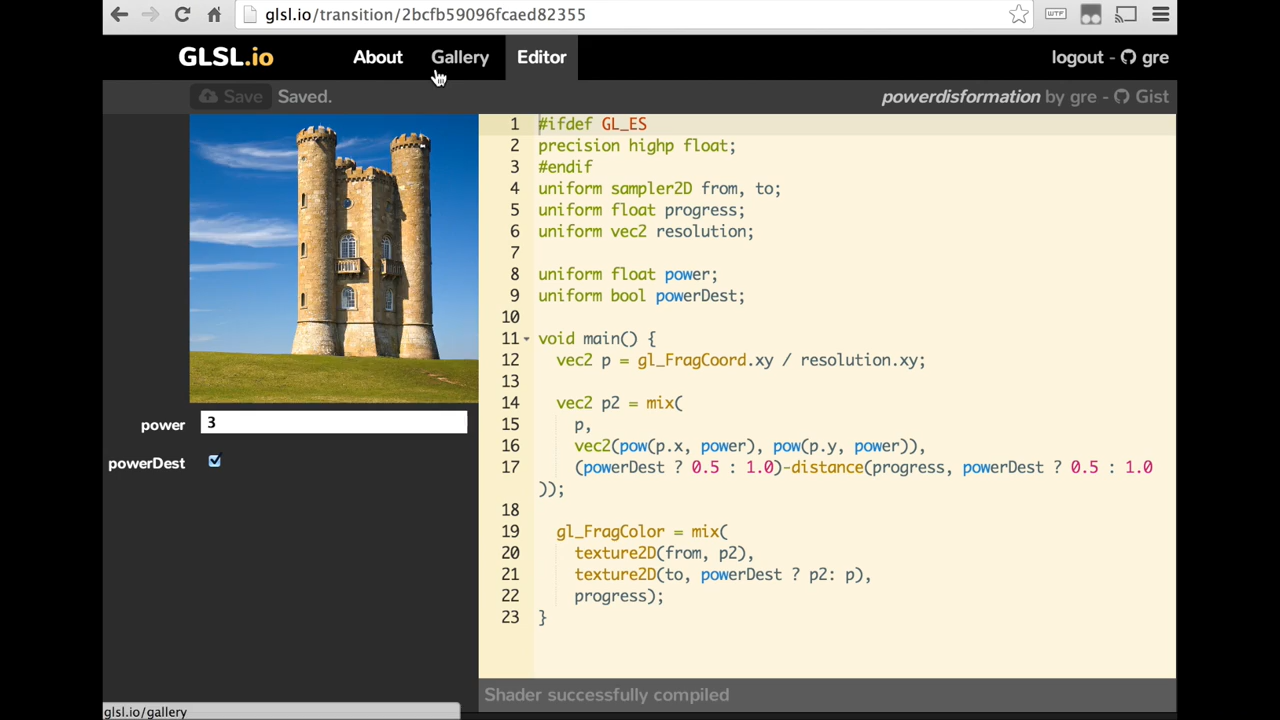 glsl.io/transition/2bcfb59096fcaed82355
WTF
GLSL.io About Gallery Editor logout - gre
Save Saved. powerdisformation by gre - Gist
1 #ifdef GL_ES
2 precision highp float;
3 #endif
4 uniform sampler2D from, to;
5 uniform float progress;
6 uniform vec2 resolution;
7
8 uniform float power;
9 uniform bool powerDest;
10
11 void main() {
12 vec2 p = gl_FragCoord.xy / resolution.xy;
13
14 vec2 p2 = mix(
15 p,
16 vec2(pow(p.x, power), pow(p.y, power)),
17 (powerDest ? 0.5 : 1.0)-distance(progress, powerDest ? 0.5 : 1.0
));
18
19 gl_FragColor = mix(
20 texture2D(from, p2),
21 texture2D(to, powerDest ? p2: p),
22 progress);
23 }
power 3
powerDest
Shader successfully compiled
glsl.io/gallery